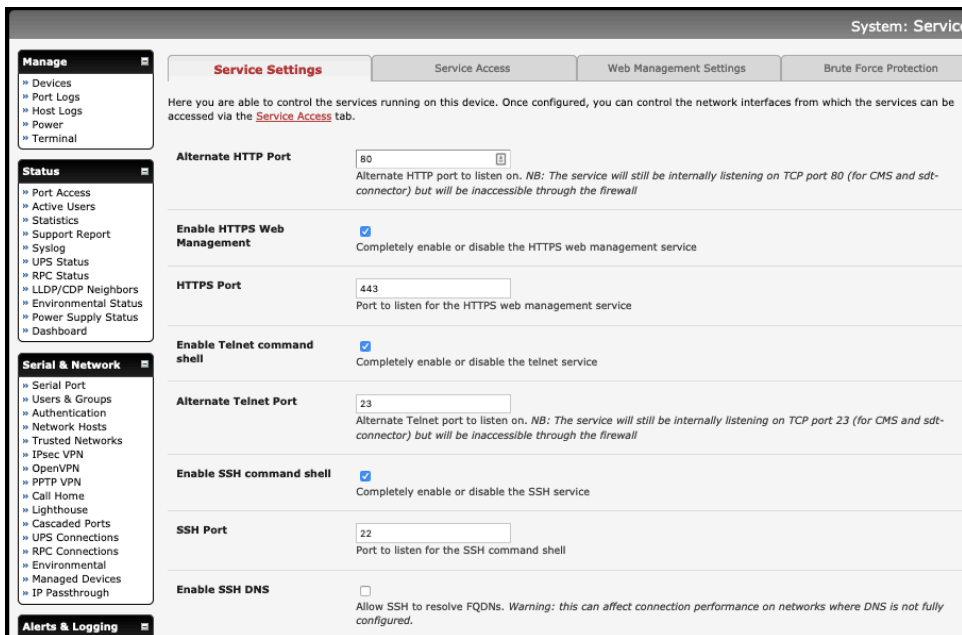 System: Service
Manage
» Devices
» Port Logs
» Host Logs
» Power
» Terminal
Status
» Port Access
» Active Users
» Statistics
» Support Report
» Syslog
» UPS Status
» RPC Status
» LLDP/CDP Neighbors
» Environmental Status
» Power Supply Status
» Dashboard
Serial & Network
» Serial Port
» Users & Groups
» Authentication
» Network Hosts
» Trusted Networks
» IPsec VPN
» OpenVPN
» PPTP VPN
» Call Home
» Lighthouse
» Cascaded Ports
» UPS Connections
» RPC Connections
» Environmental
» Managed Devices
» IP Passthrough
Alerts & Logging
Service Settings
Service Access
Web Management Settings
Brute Force Protection
Here you are able to control the services running on this device. Once configured, you can control the network interfaces from which the services can be
accessed via the Service Access tab.
Alternate HTTP Port
80
Alternate HTTP port to listen on. NB: The service will still be internally listening on TCP port 80 (for CMS and sdt-
connector) but will be inaccessible through the firewall
Enable HTTPS Web
Management
Completely enable or disable the HTTPS web management service
HTTPS Port
443
Port to listen for the HTTPS web management service
Enable Telnet command
shell
Completely enable or disable the telnet service
Alternate Telnet Port
23
Alternate Telnet port to listen on. NB: The service will still be internally listening on TCP port 23 (for CMS and sdt-
connector) but will be inaccessible through the firewall
Enable SSH command shell
Completely enable or disable the SSH service
SSH Port
22
Port to listen for the SSH command shell
Enable SSH DNS
Allow SSH to resolve FQDNs. Warning: this can affect connection performance on networks where DNS is not fully
configured.